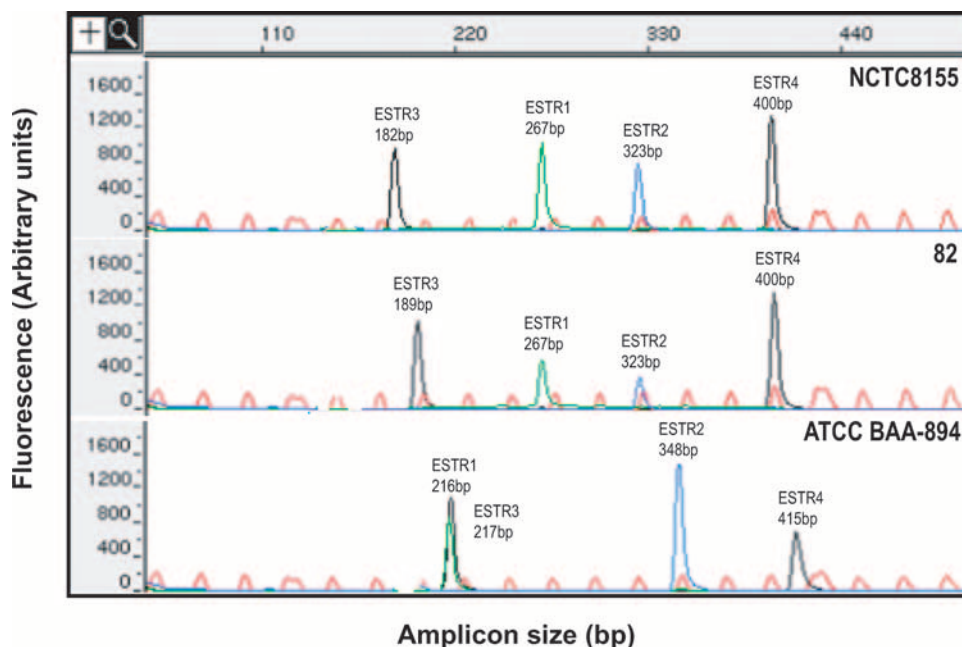 110 220 330 440
Fluorescence (Arbitrary units)
NCTC8155
1600
1200
800
400
0
ESTR3
182bp
ESTR1
267bp
ESTR2
323bp
ESTR4
400bp
82
1600
1200
800
400
0
ESTR3
189bp
ESTR1
267bp
ESTR2
323bp
ESTR4
400bp
ATCC BAA-894
1600
1200
800
400
0
ESTR1
216bp
ESTR3
217bp
ESTR2
348bp
ESTR4
415bp
Amplicon size (bp)